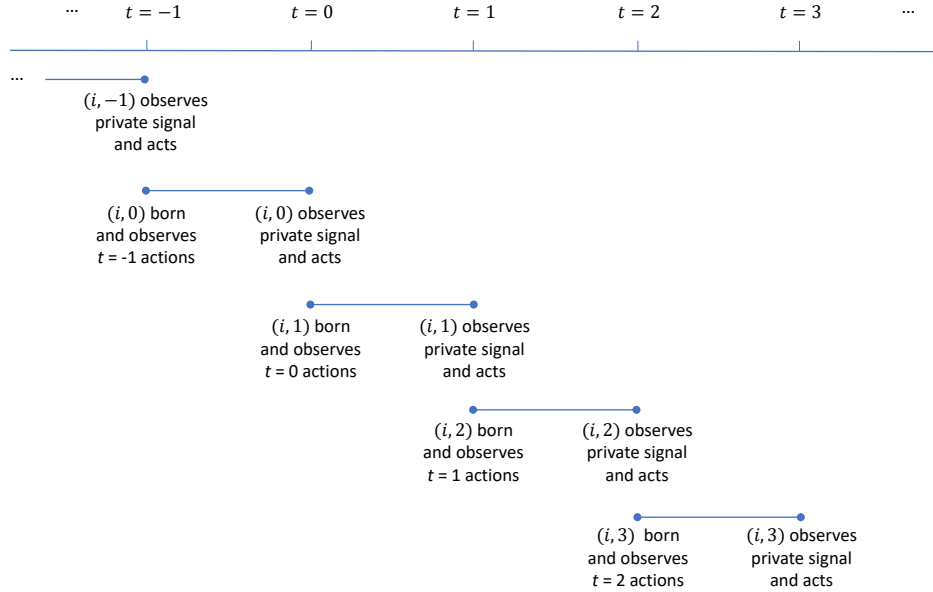 ... t = −1 t = 0 t = 1 t = 2 t = 3 ...
...
(i, −1) observes
private signal
and acts
(i, 0) born
and observes
t = -1 actions
(i, 0) observes
private signal
and acts
(i, 1) born
and observes
t = 0 actions
(i, 1) observes
private signal
and acts
(i, 2) born
and observes
t = 1 actions
(i, 2) observes
private signal
and acts
(i, 3) born
and observes
t = 2 actions
(i, 3) observes
private signal
and acts